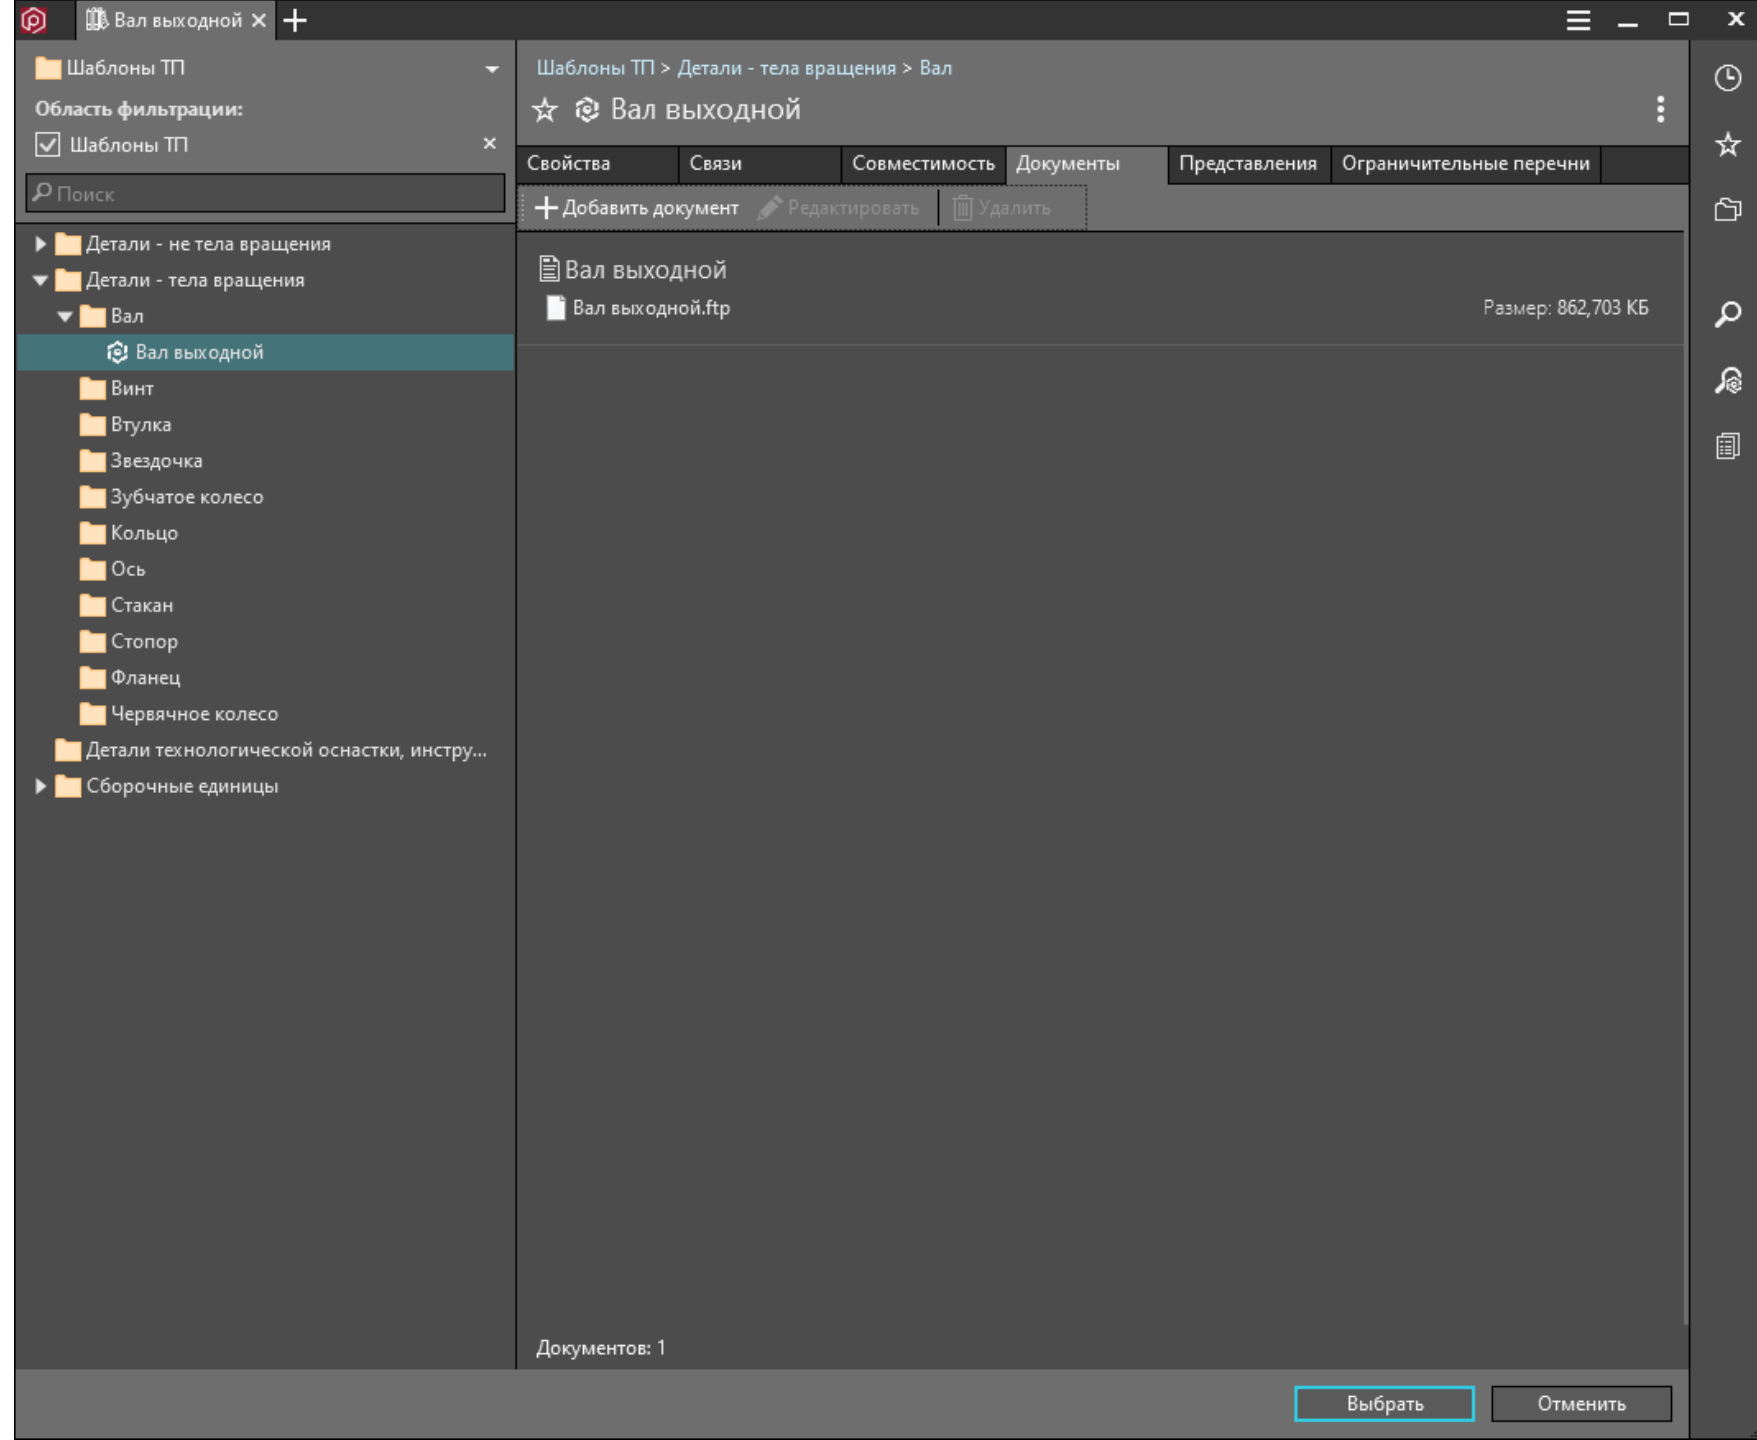 Вал выходной
Шаблоны ТП
Область фильтрации:
Шаблоны ТП
Поиск
Детали - не тела вращения
Детали - тела вращения
Вал
Вал выходной
Винт
Втулка
Звездочка
Зубчатое колесо
Кольцо
Ось
Стакан
Стопор
Фланец
Червячное колесо
Детали технологической оснастки, инстру...
Сборочные единицы
Шаблоны ТП > Детали - тела вращения > Вал
Вал выходной
Свойства Связи Совместимость Документы Представления Ограничительные перечни
Добавить документ Редактировать Удалить
Вал выходной
Вал выходной.ftp Размер: 862,703 КБ
Документов: 1
Выбрать Отменить